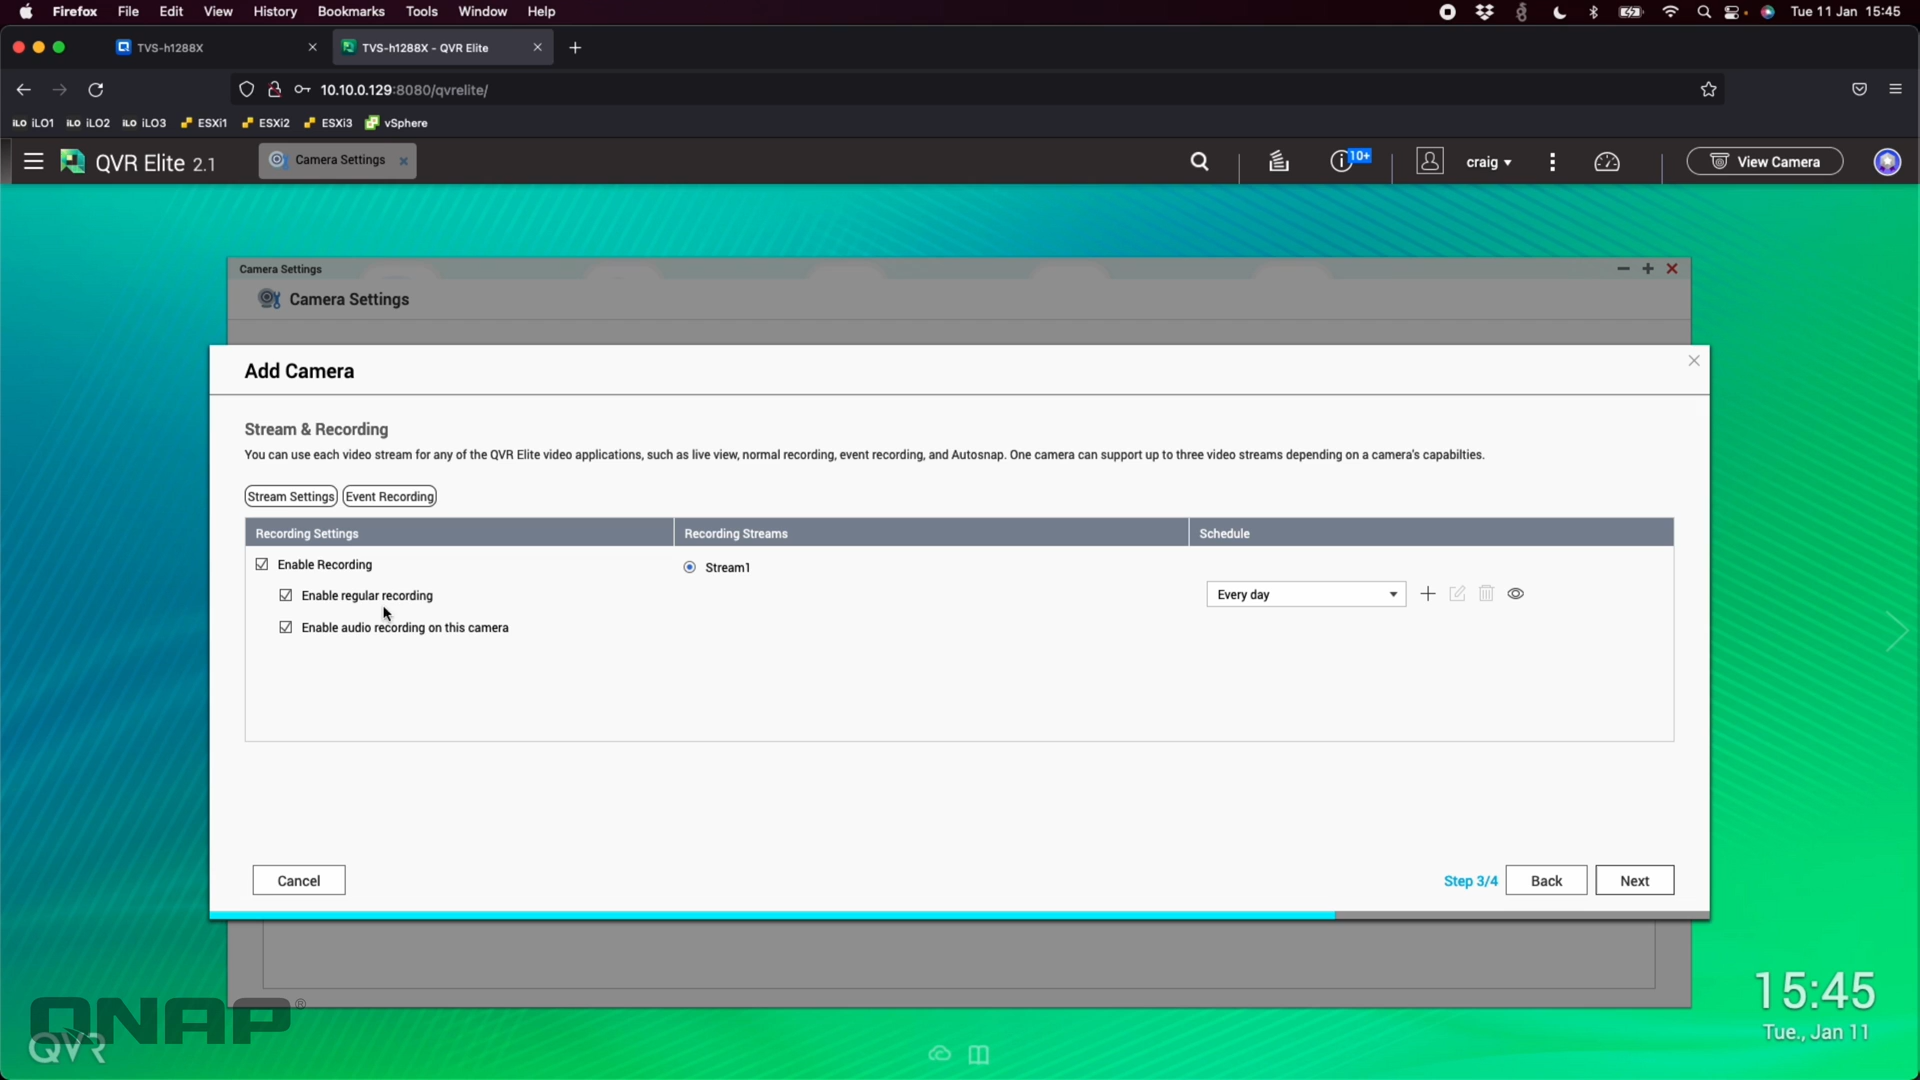 Firefox File Edit View History Bookmarks Tools Window Help Tue 11 Jan 15:45
TVS-h1288X TVS-h1288X - QVR Elite
10.10.0.129:8080/qvrelite/
iLO iLO1 iLO iLO2 iLO iLO3 ESXi1 ESXi2 ESXi3 vSphere
QVR Elite 2.1 Camera Settings 10+ craig View Camera
Camera Settings
Camera Settings
Add Camera
Stream & Recording
You can use each video stream for any of the QVR Elite video applications, such as live view, normal recording, event recording, and Autosnap. One camera can support up to three video streams depending on a camera's capabilties.
Stream Settings Event Recording
Recording Settings Recording Streams Schedule
Enable Recording Stream1
Enable regular recording Every day
Enable audio recording on this camera
Cancel Step 3/4 Back Next
15:45
Tue., Jan 11
QNAP®
QVR